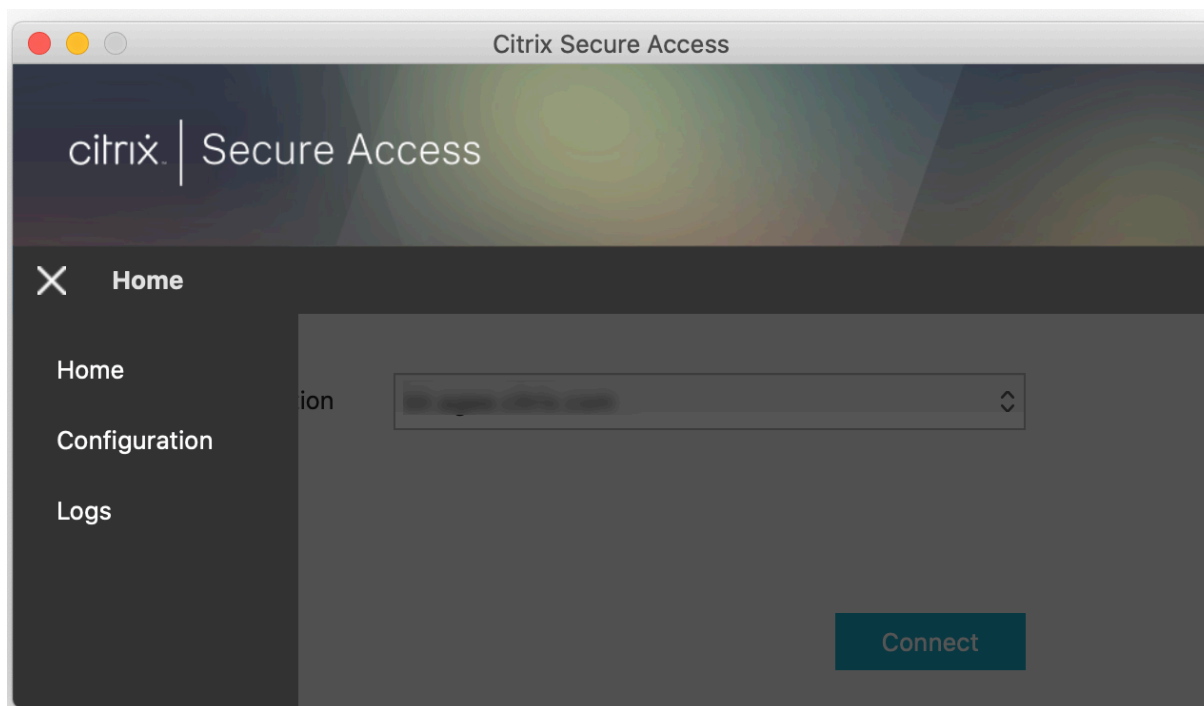 Citrix Secure Access
citrix. | Secure Access
Home
Home
ion
Configuration
Logs
Connect